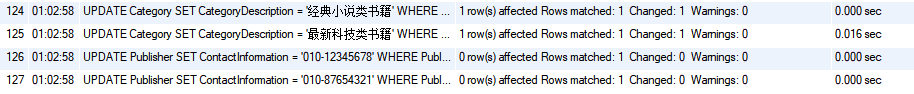 124 01:02:58 UPDATE Category SET CategoryDescription = '经典小说类书籍' WHERE ... 1 row(s) affected Rows matched: 1 Changed: 1 Warnings: 0 0.000 sec
125 01:02:58 UPDATE Category SET CategoryDescription = '最新科技类书籍' WHERE ... 1 row(s) affected Rows matched: 1 Changed: 1 Warnings: 0 0.016 sec
126 01:02:58 UPDATE Publisher SET ContactInformation = '010-12345678' WHERE Publ... 0 row(s) affected Rows matched: 1 Changed: 0 Warnings: 0 0.000 sec
127 01:02:58 UPDATE Publisher SET ContactInformation = '010-87654321' WHERE Publ... 0 row(s) affected Rows matched: 1 Changed: 0 Warnings: 0 0.000 sec